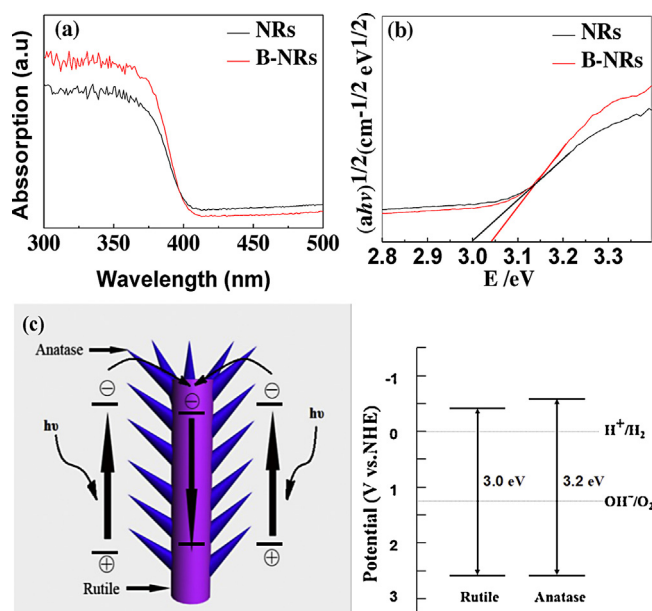 (a)
NRs
B-NRs
Abssorption (a.u)
300 350 400 450 500
Wavelength (nm)
(b)
NRs
B-NRs
(ahν)1/2(cm-1/2 eV1/2)
2.8 2.9 3.0 3.1 3.2 3.3
E /eV
(c)
Anatase
hυ
hυ
Rutile
Potential (V vs.NHE)
-1
0
1
2
3
H+/H2
OH-/O2
3.0 eV
3.2 eV
Rutile Anatase